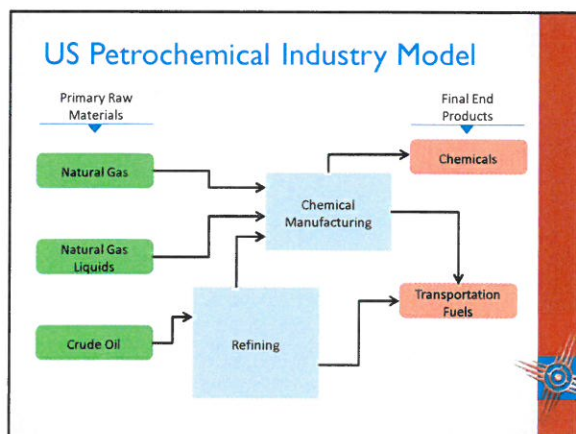 US Petrochemical Industry Model
Primary Raw
Materials
Final End
Products
Natural Gas
Chemicals
Chemical
Manufacturing
Natural Gas
Liquids
Transportation
Fuels
Crude Oil
Refining